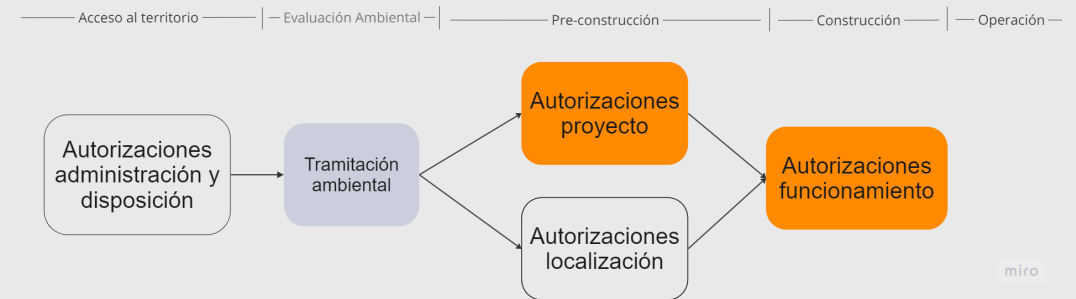 Acceso al territorio
Evaluación Ambiental
Pre-construcción
Construcción
Operación
Autorizaciones
administración y
disposición
Tramitación
ambiental
Autorizaciones
proyecto
Autorizaciones
localización
Autorizaciones
funcionamiento
miro